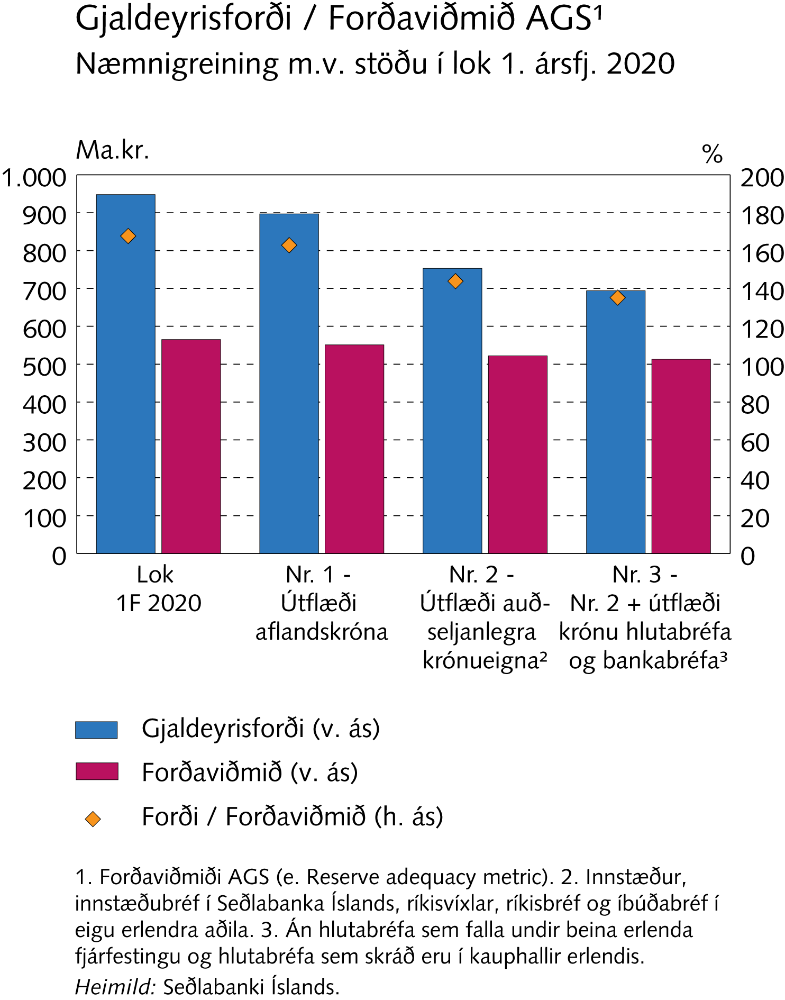 Gjaldeyrisforði / Forðaviðmið AGS¹
Næmnigreining m.v. stöðu í lok 1. ársfj. 2020
Ma.kr.
%
1.000
900
800
700
600
500
400
300
200
100
0
200
180
160
140
120
100
80
60
40
20
0
Lok
1F 2020
Nr. 1 -
Útflæði
aflandskróna
Nr. 2 -
Útflæði auð-
seljanlegra
krónueigna²
Nr. 3 -
Nr. 2 + útflæði
krónu hlutabréfa
og bankabréfa³
Gjaldeyrisforði (v. ás)
Forðaviðmið (v. ás)
Forði / Forðaviðmið (h. ás)
1. Forðaviðmiði AGS (e. Reserve adequacy metric). 2. Innstæður,
innstæðubréf í Seðlabanka Íslands, ríkisvíxlar, ríkisbréf og íbúðabréf í
eigu erlendra aðila. 3. Án hlutabréfa sem falla undir beina erlenda
fjárfestingu og hlutabréfa sem skráð eru í kauphallir erlendis.
Heimild: Seðlabanki Íslands.